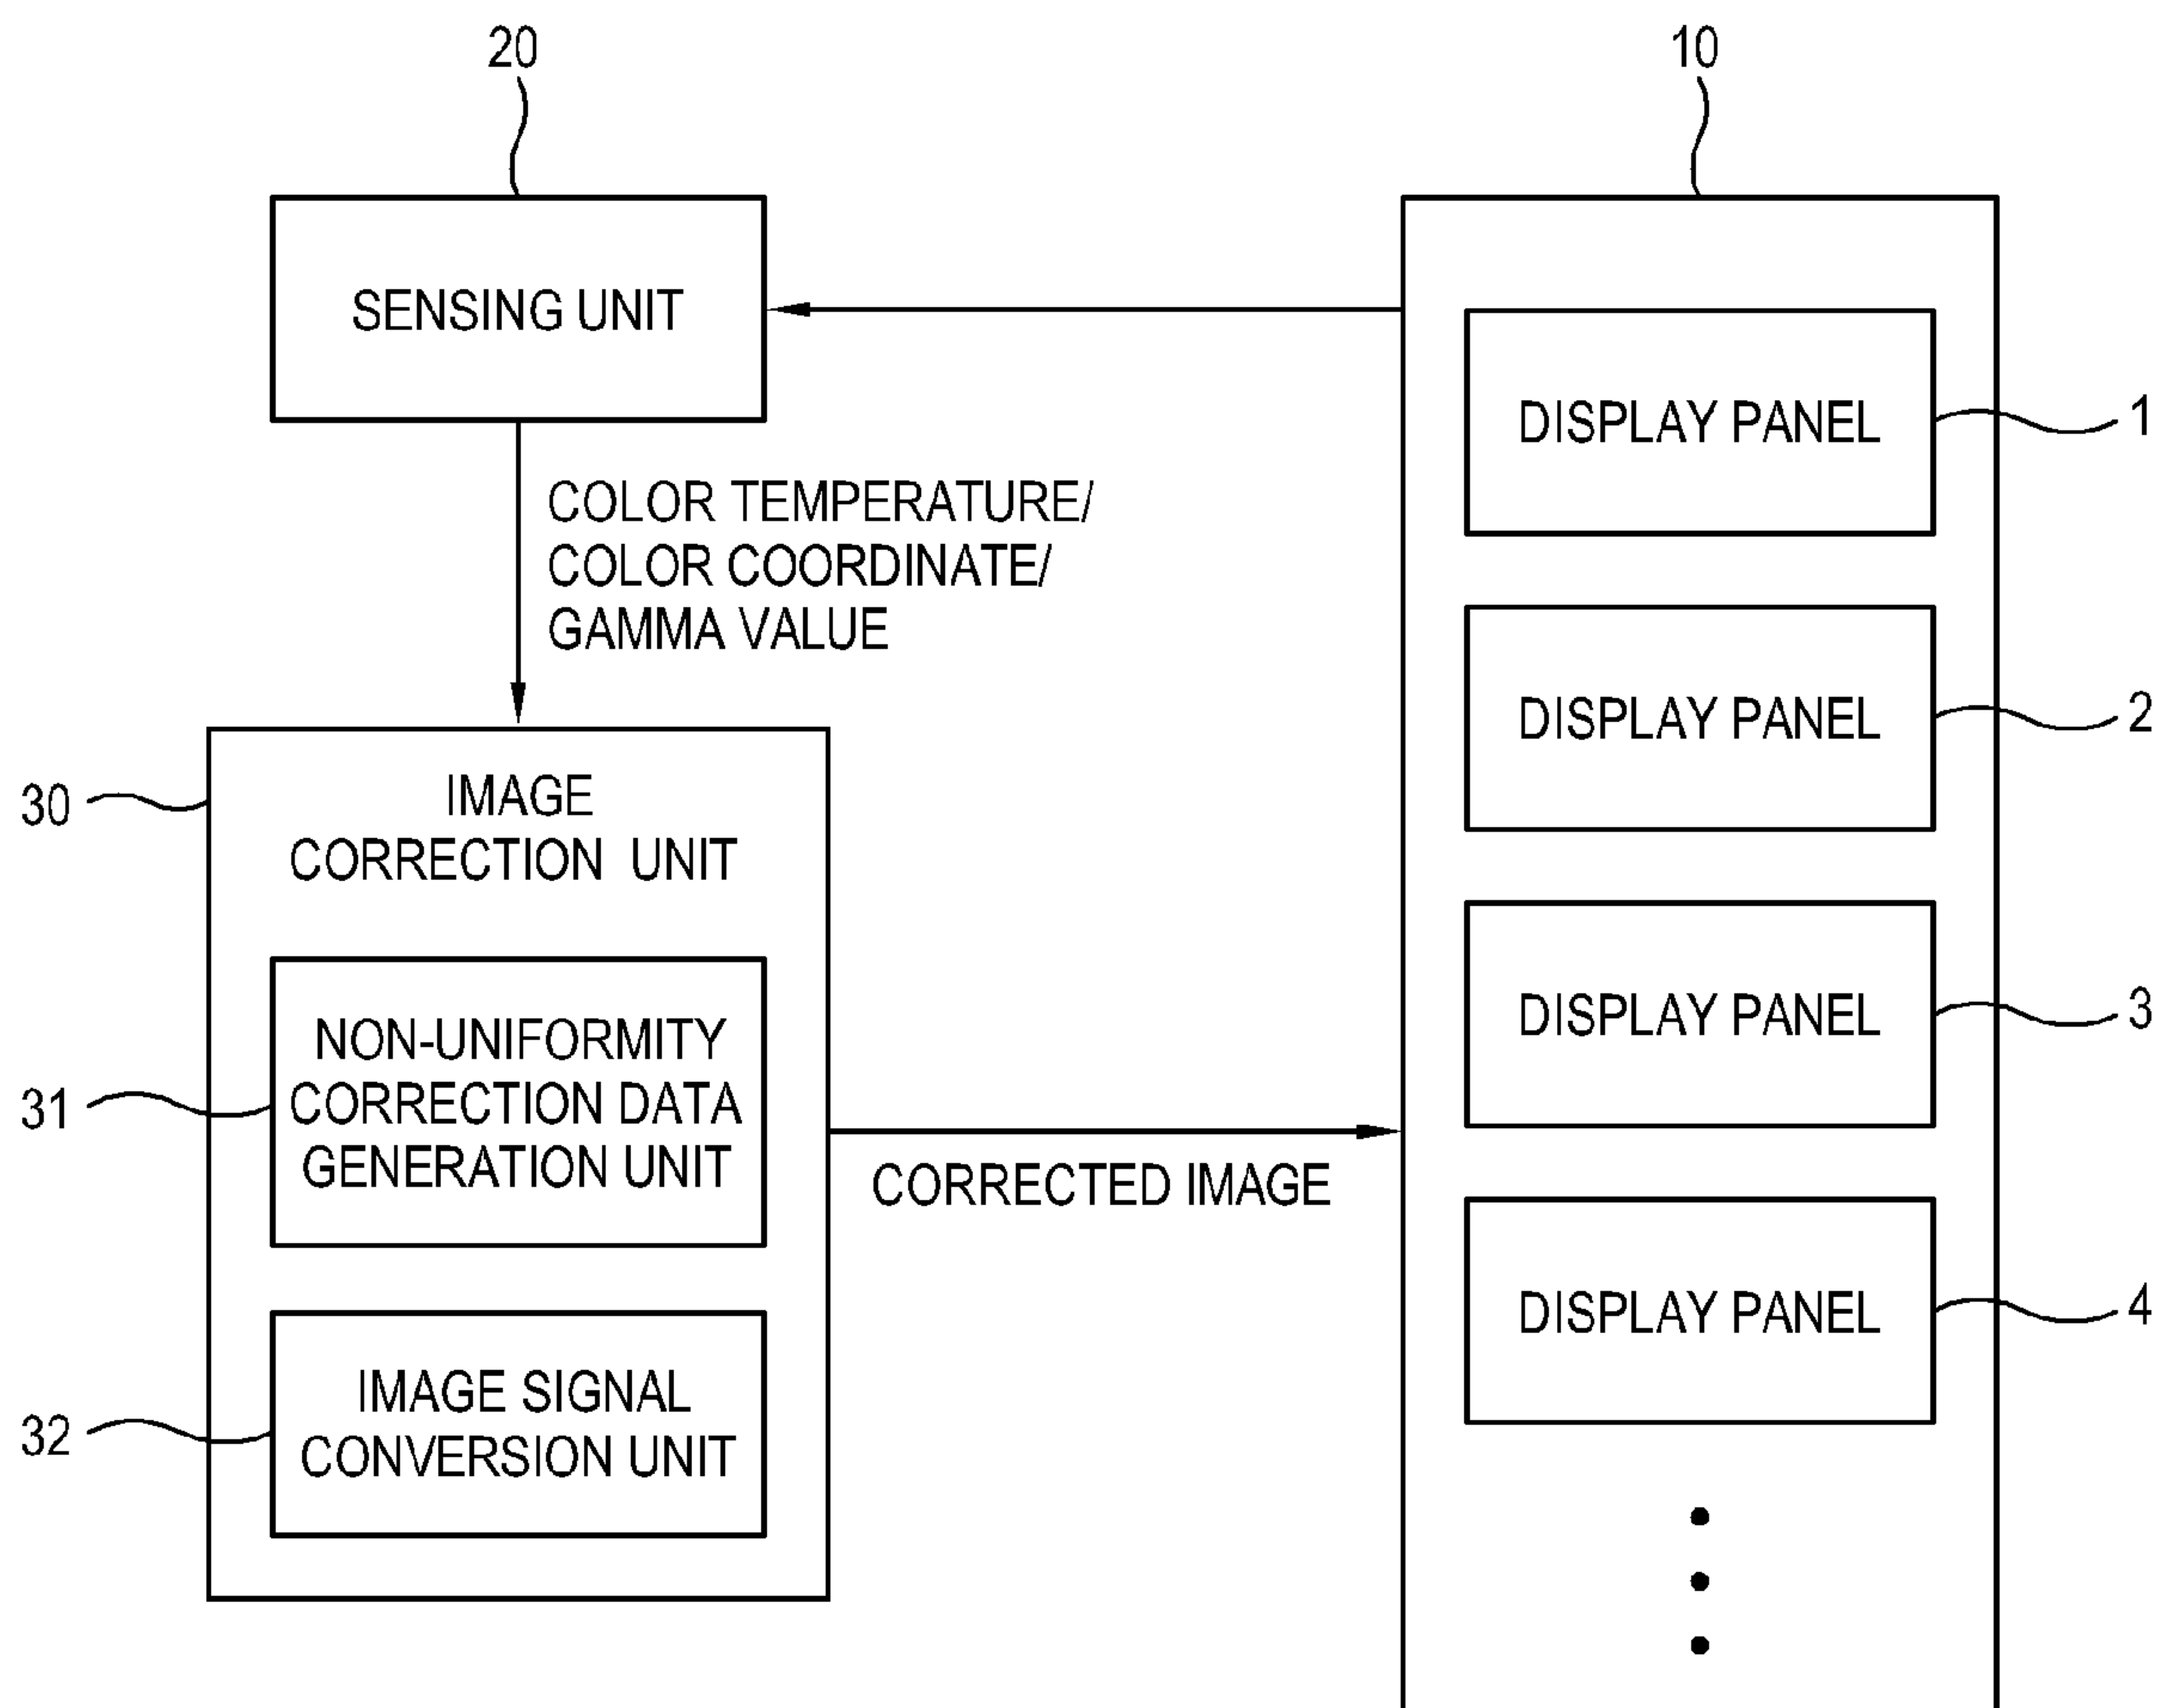 20
10
SENSING UNIT
DISPLAY PANEL
1
COLOR TEMPERATURE/
COLOR COORDINATE/
GAMMA VALUE
DISPLAY PANEL
2
30
IMAGE
CORRECTION UNIT
DISPLAY PANEL
3
31
NON-UNIFORMITY
CORRECTION DATA
GENERATION UNIT
CORRECTED IMAGE
DISPLAY PANEL
4
32
IMAGE SIGNAL
CONVERSION UNIT